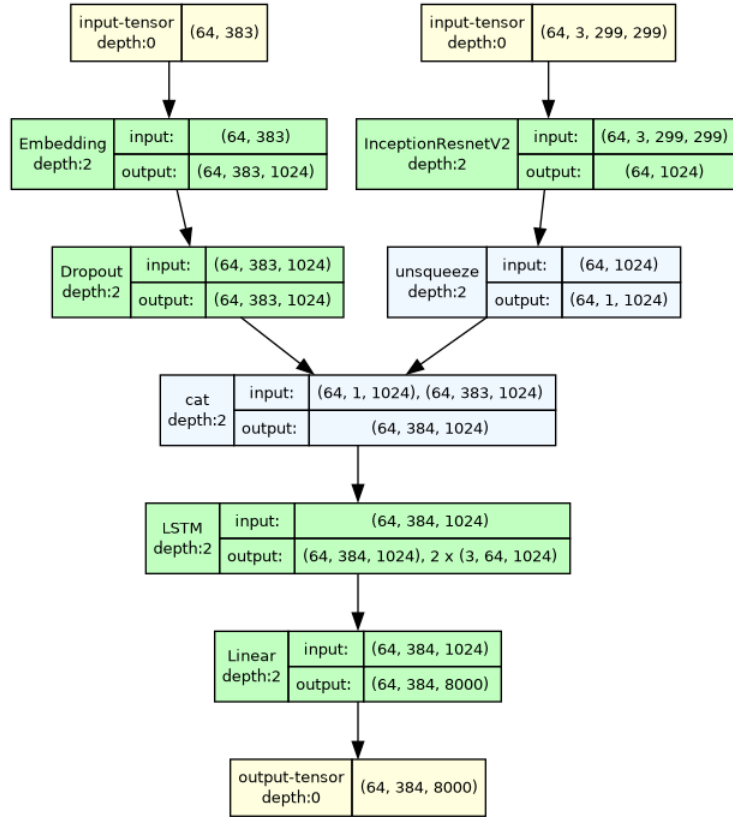 input-tensor
depth:0
(64, 383)
input-tensor
depth:0
(64, 3, 299, 299)
Embedding
depth:2
input:
(64, 383)
output:
(64, 383, 1024)
InceptionResnetV2
depth:2
input:
(64, 3, 299, 299)
output:
(64, 1024)
Dropout
depth:2
input:
(64, 383, 1024)
output:
(64, 383, 1024)
unsqueeze
depth:2
input:
(64, 1024)
output:
(64, 1, 1024)
cat
depth:2
input:
(64, 1, 1024), (64, 383, 1024)
output:
(64, 384, 1024)
LSTM
depth:2
input:
(64, 384, 1024)
output:
(64, 384, 1024), 2 x (3, 64, 1024)
Linear
depth:2
input:
(64, 384, 1024)
output:
(64, 384, 8000)
output-tensor
depth:0
(64, 384, 8000)